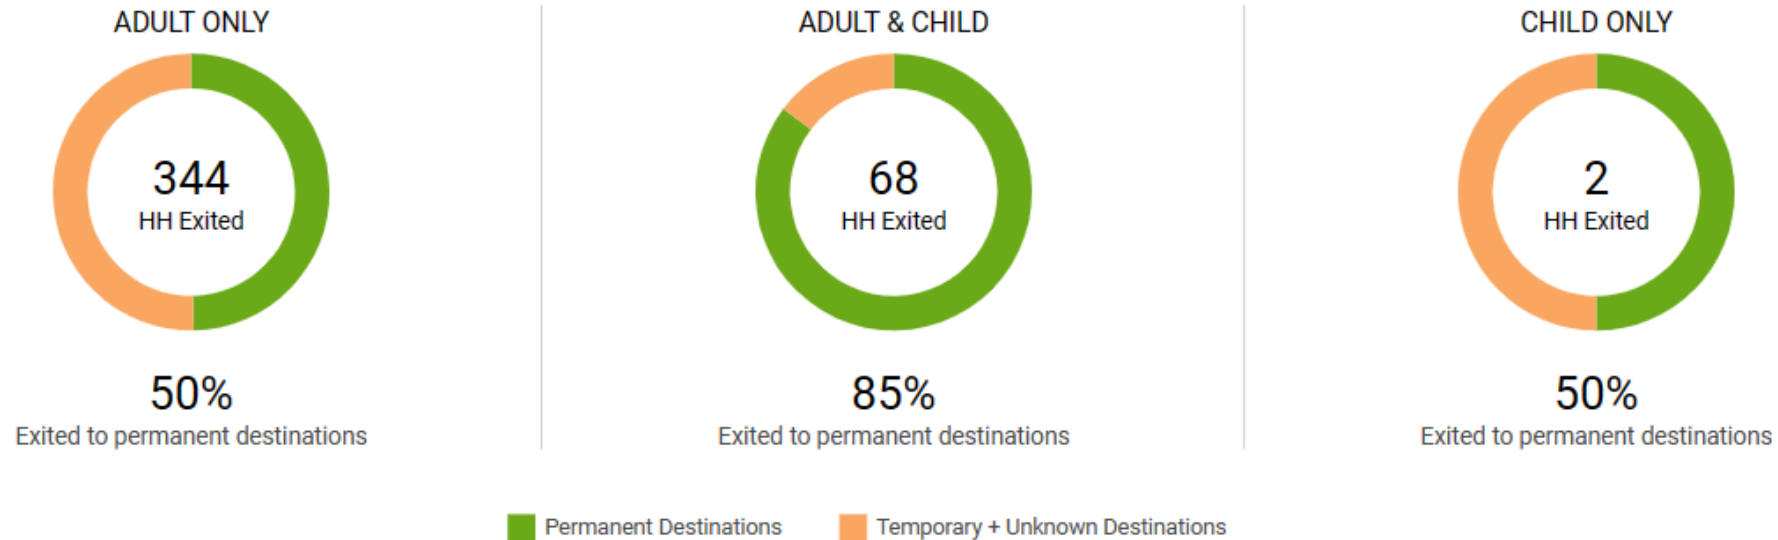 ADULT ONLY
344
HH Exited
50%
Exited to permanent destinations
ADULT & CHILD
68
HH Exited
85%
Exited to permanent destinations
CHILD ONLY
2
HH Exited
50%
Exited to permanent destinations
Permanent Destinations
Temporary + Unknown Destinations